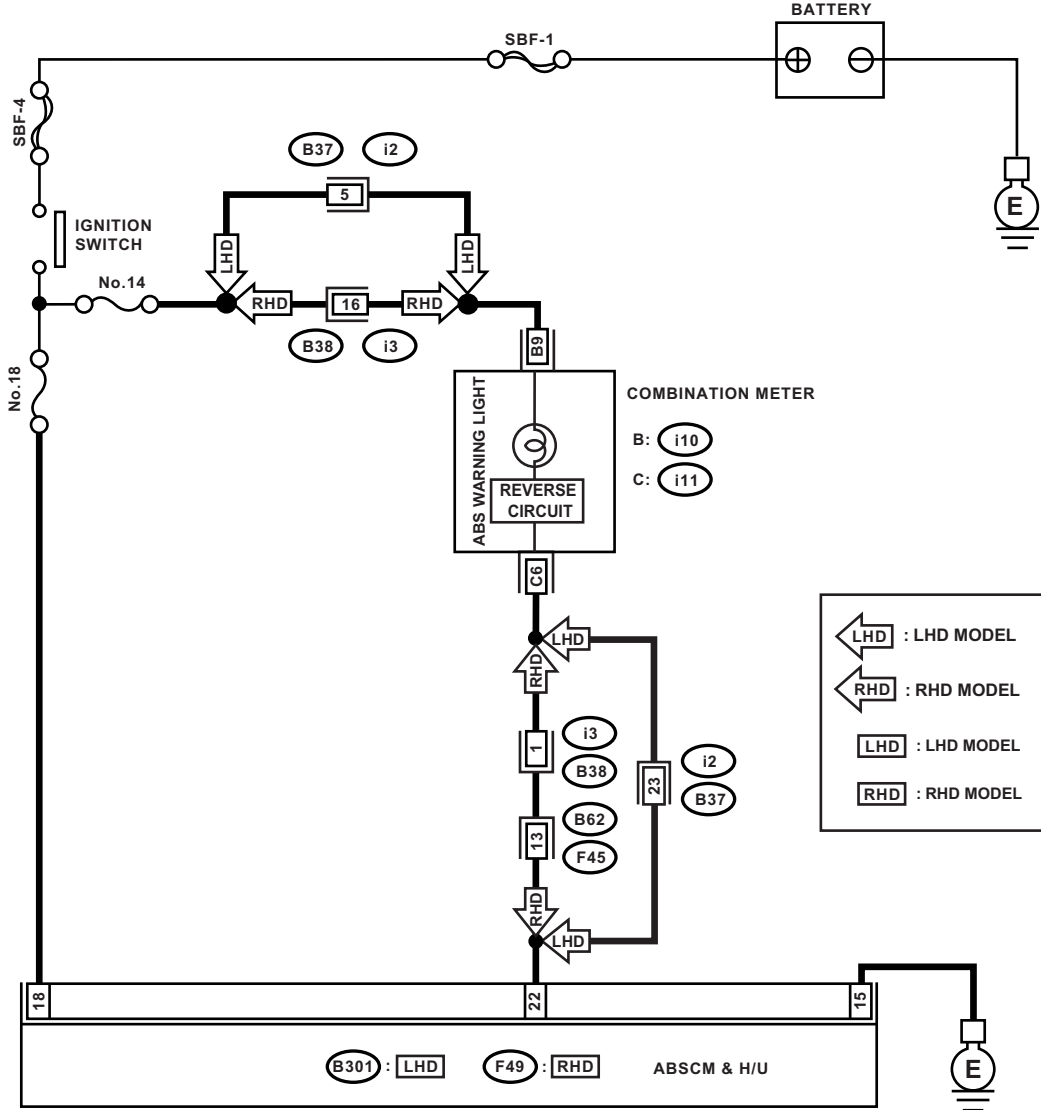 BATTERY
SBF-1
SBF-4
B37
i2
5
IGNITION
SWITCH
LHD
LHD
No.14
RHD
16
RHD
B38
i3
No.18
B9
ABS WARNING LIGHT
COMBINATION METER
B: i10
C: i11
REVERSE
CIRCUIT
C6
LHD
RHD
1
i3
B38
23
i2
B37
13
B62
F45
RHD
LHD
LHD : LHD MODEL
RHD : RHD MODEL
LHD : LHD MODEL
RHD : RHD MODEL
E
18
22
15
B301 : LHD
F49 : RHD
ABSCM & H/U
E